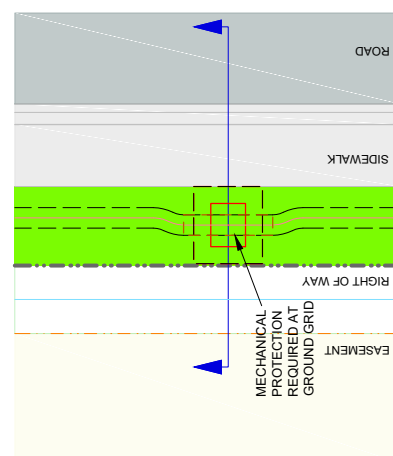 ROAD
SIDEWALK
RIGHT OF WAY
EASEMENT
MECHANICAL
PROTECTION
REQUIRED AT
GROUND GRID